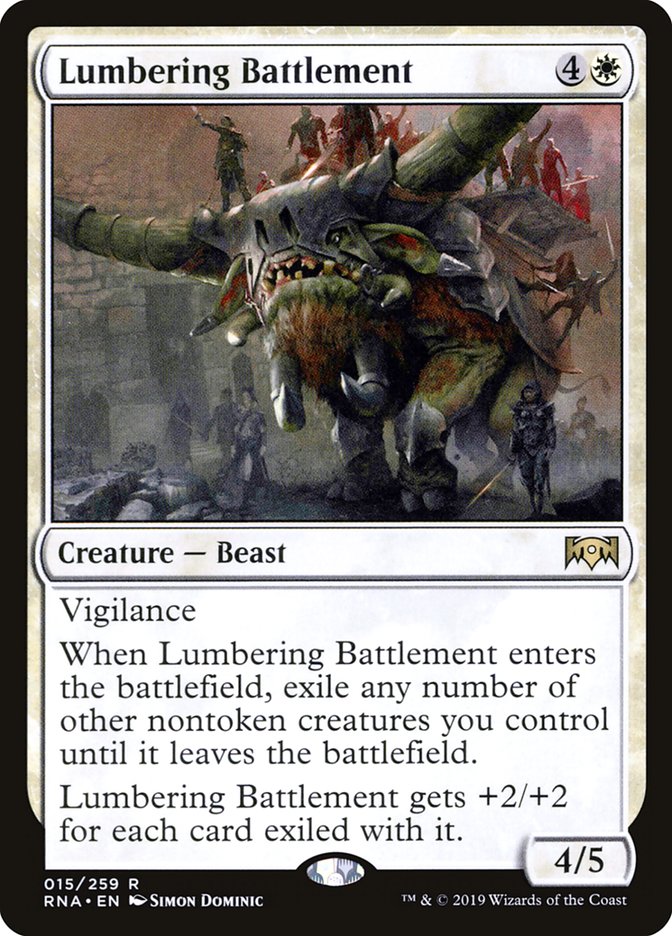 Lumbering Battlement 4
Creature — Beast
Vigilance
When Lumbering Battlement enters
the battlefield, exile any number of
other nontoken creatures you control
until it leaves the battlefield.
Lumbering Battlement gets +2/+2
for each card exiled with it.
4/5
015/259 R
RNA • EN SIMON DOMINIC
™ & © 2019 Wizards of the Coast